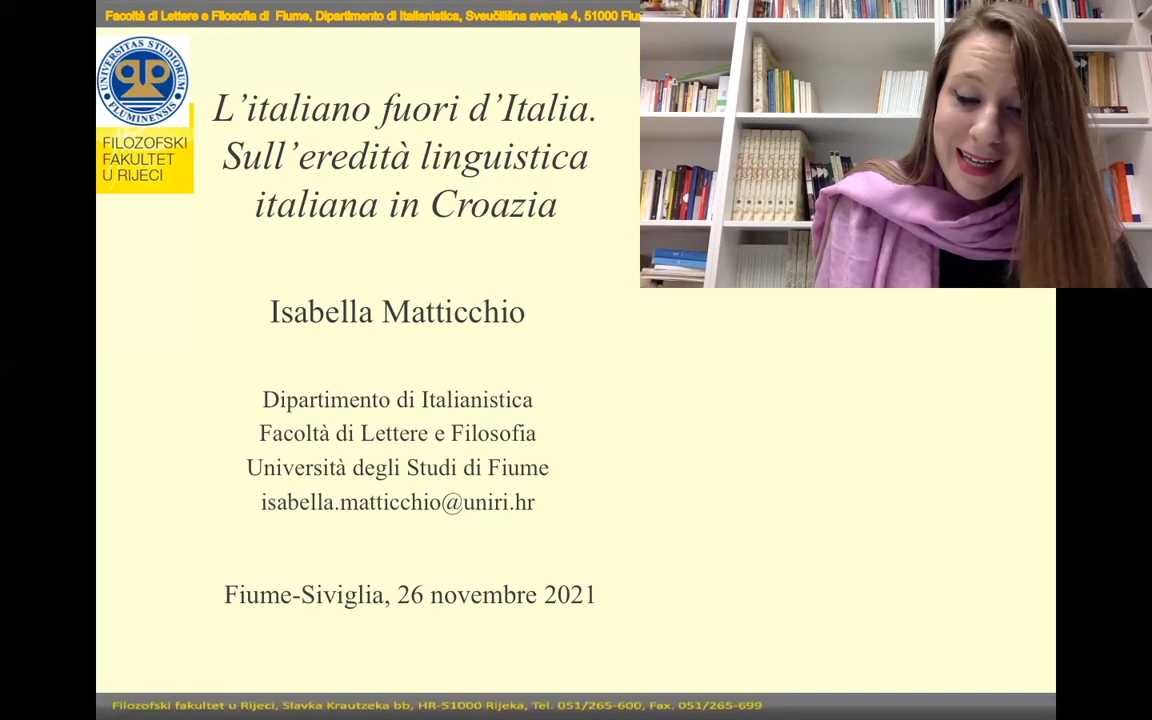 Facoltà di Lettere e Filosofia di Fiume, Dipartimento di Italianistica, Sveučilišna avenija 4, 51000
UNIVERSITAS STUDIORUM
FLUMINENSIS
FILOZOFSKI
FAKULTET
U RIJECI
L’italiano fuori d’Italia.
Sull’eredità linguistica
italiana in Croazia
Isabella Matticchio
Dipartimento di Italianistica
Facoltà di Lettere e Filosofia
Università degli Studi di Fiume
isabella.matticchio@uniri.hr
Fiume-Siviglia, 26 novembre 2021
Filozofski fakultet u Rijeci, Slavka Krautzeka bb, HR-51000 Rijeka, Tel. 051/265-600, Fax. 051/265-699